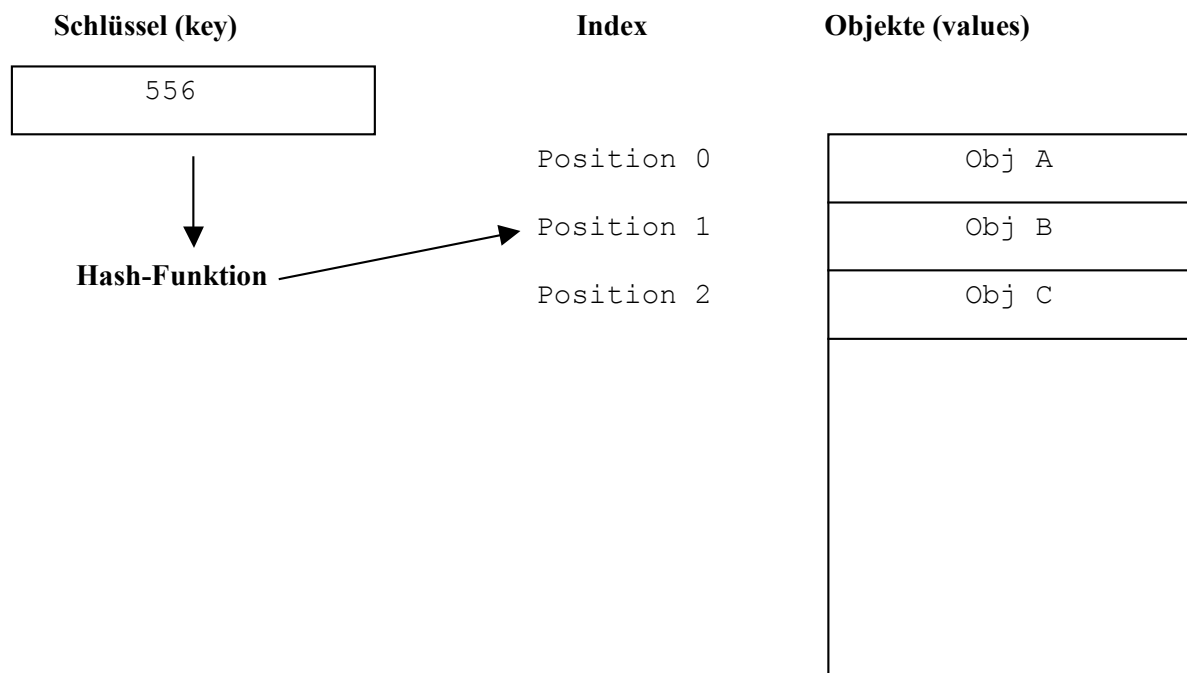 Schlüssel (key)
Index
Objekte (values)
556
Position 0
Obj A
Position 1
Obj B
Hash-Funktion
Position 2
Obj C